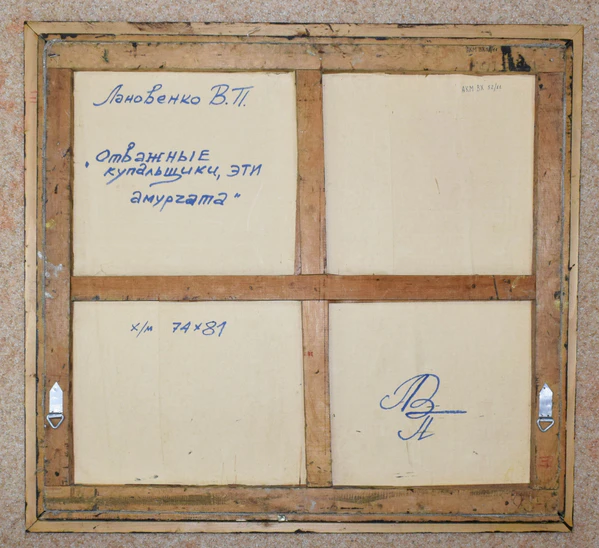 Лановенко В.П.
„Отважные
купальщики, эти
амурчата"
х/м 74×81